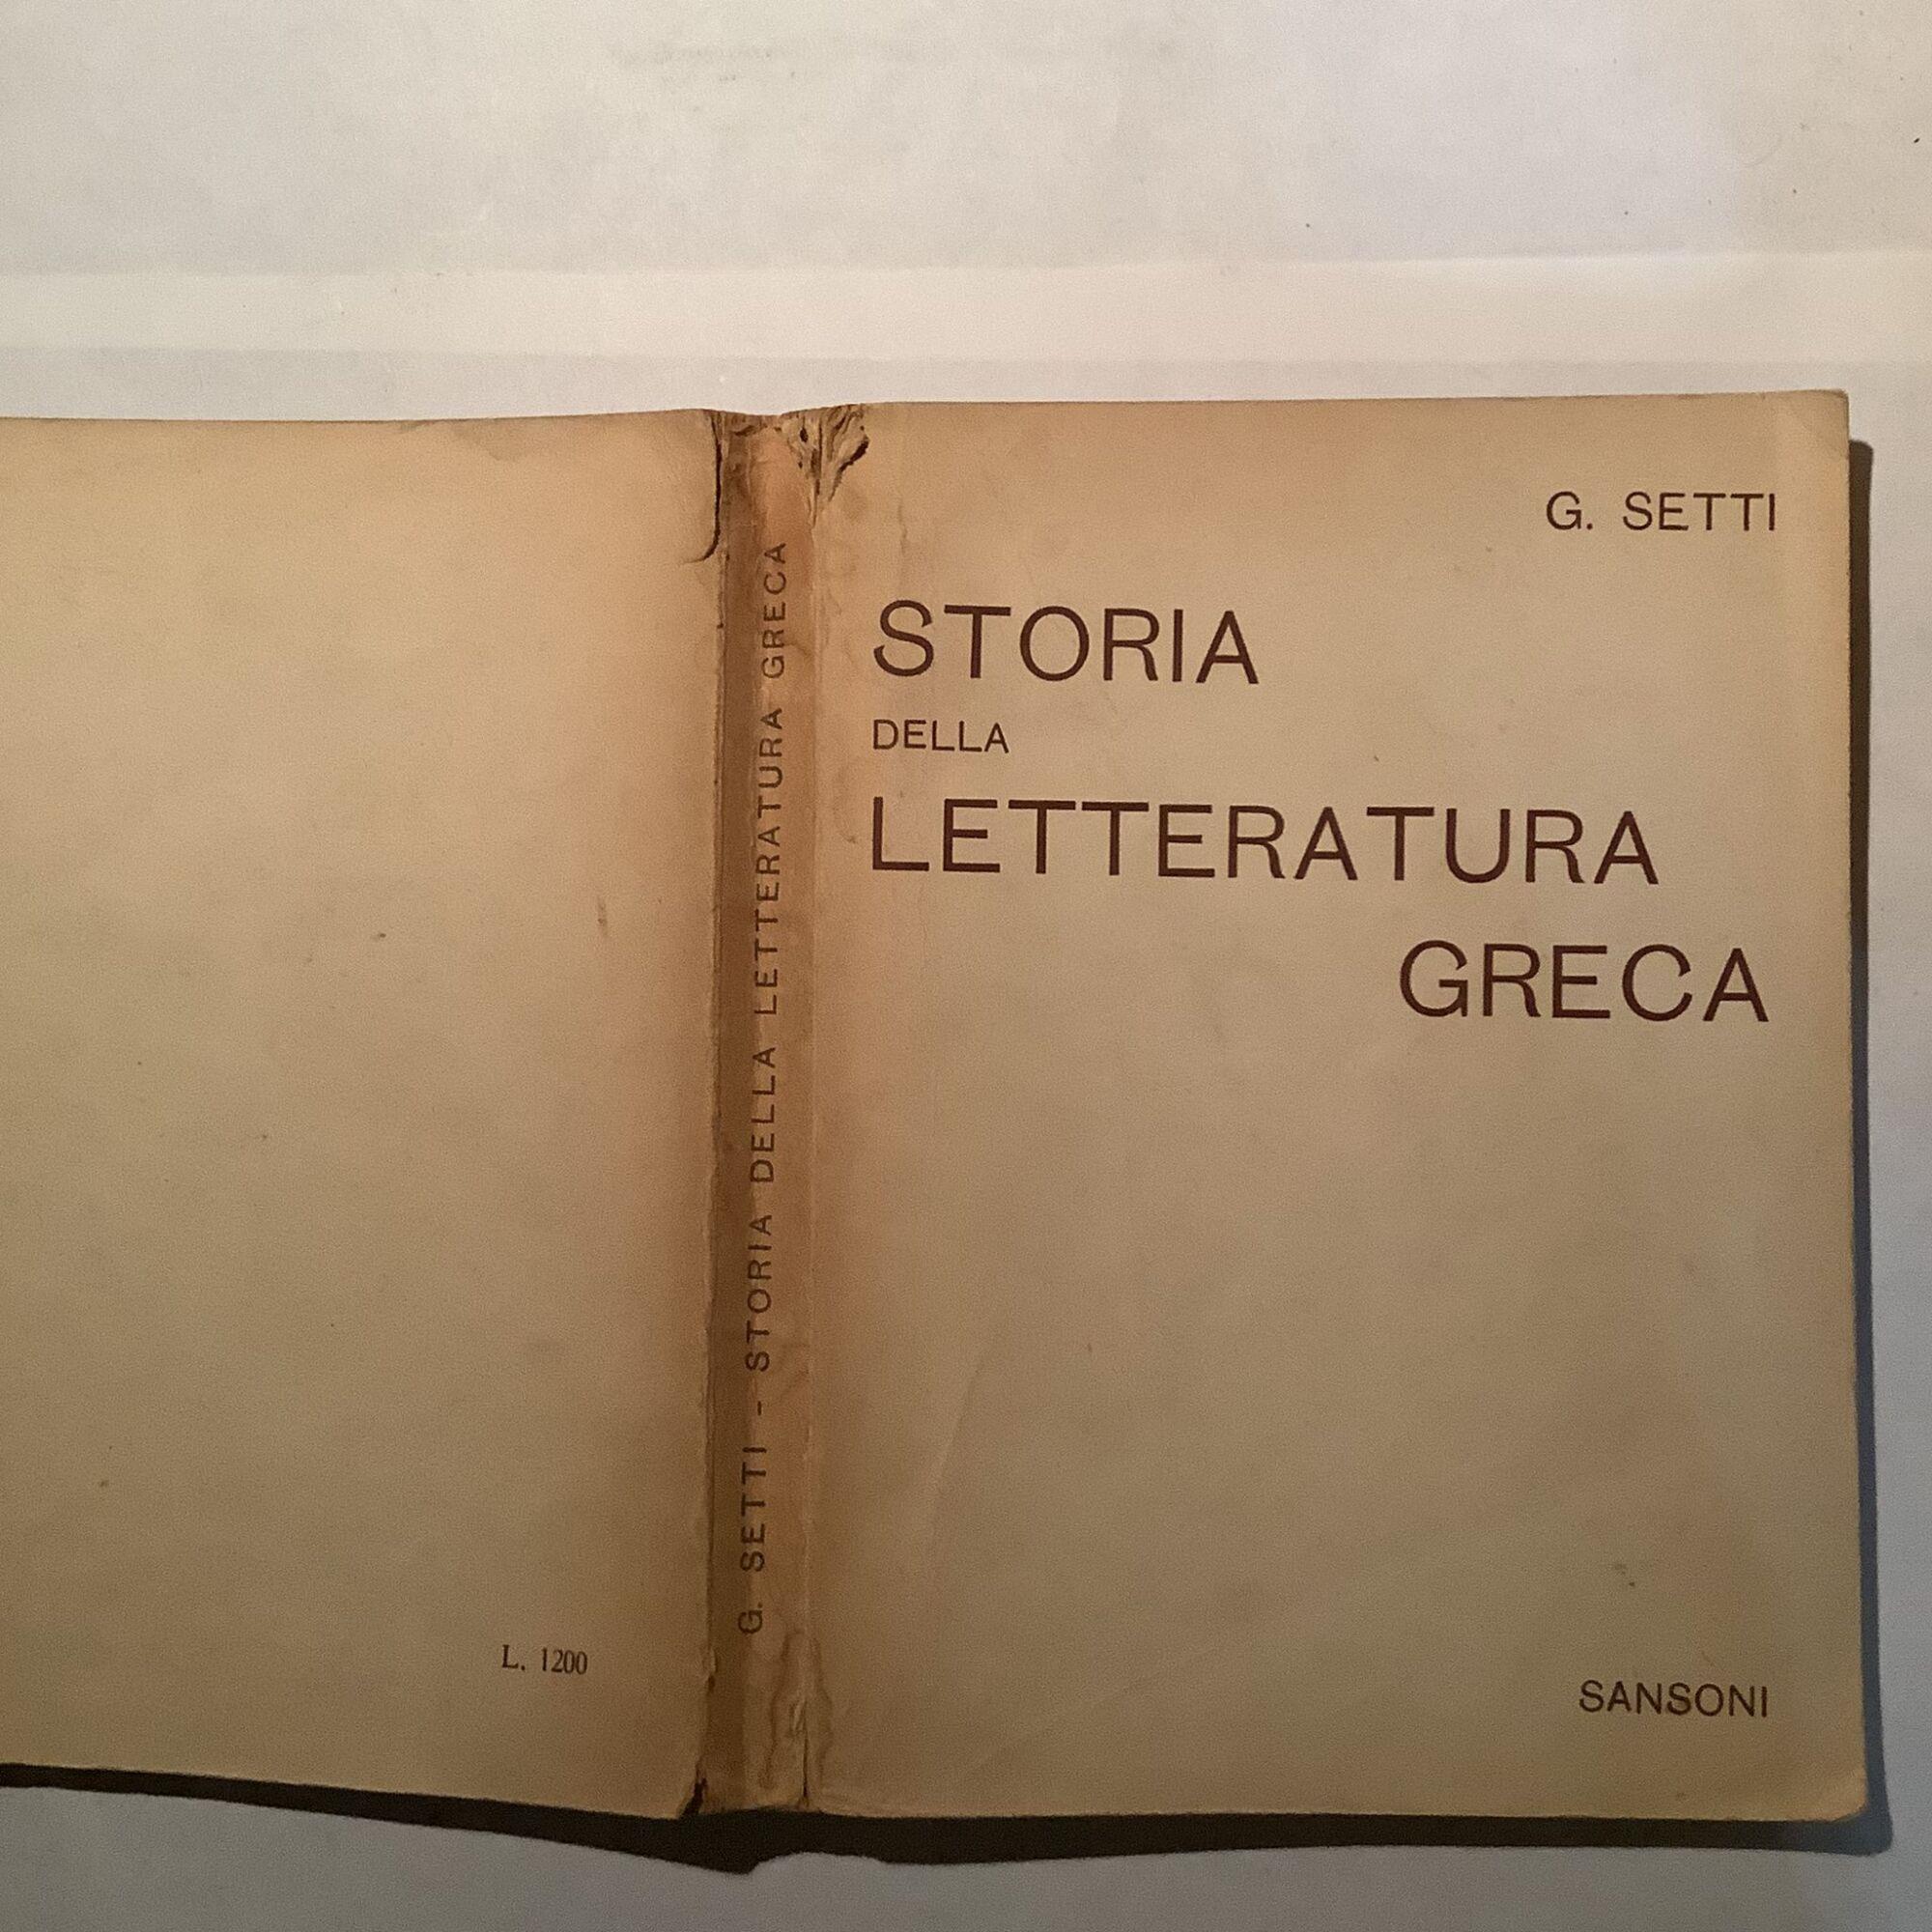 G. SETTI
STORIA
DELLA
LETTERATURA
GRECA
SANSONI
G. SETTI - STORIA DELLA LETTERATURA GRECA
L. 1200